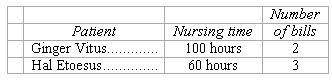 Number
Patient Nursing time of bills
Ginger Vitus............. 100 hours 2
Hal Etoesus.............. 60 hours 3